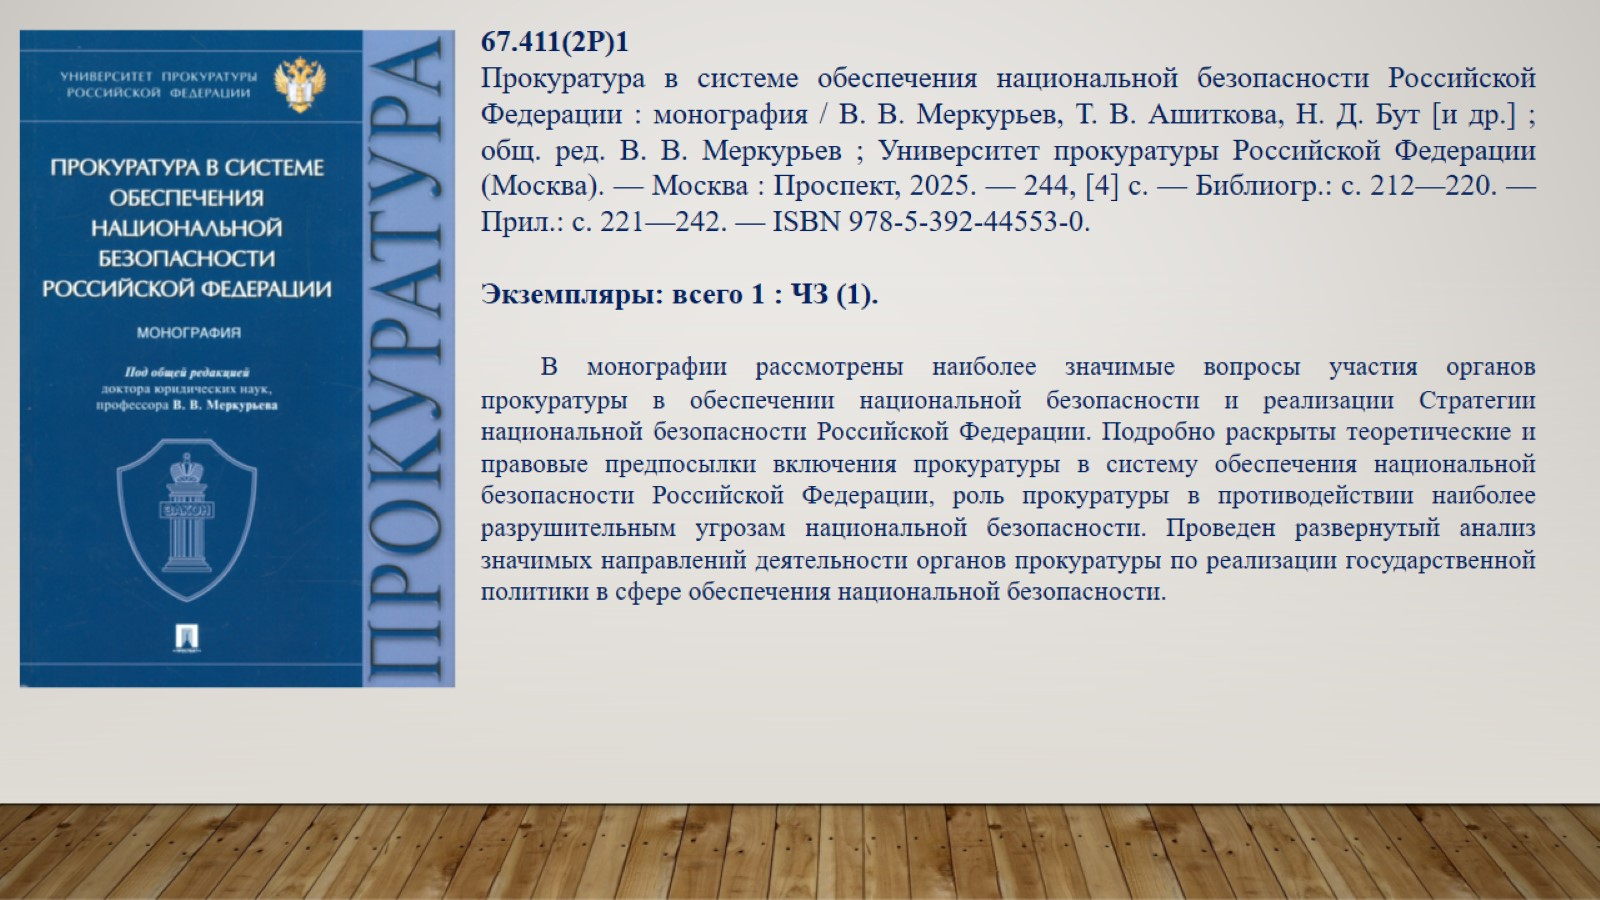 УНИВЕРСИТЕТ ПРОКУРАТУРЫ
РОССИЙСКОЙ ФЕДЕРАЦИИ
ПРОКУРАТУРА В СИСТЕМЕ
ОБЕСПЕЧЕНИЯ
НАЦИОНАЛЬНОЙ
БЕЗОПАСНОСТИ
РОССИЙСКОЙ ФЕДЕРАЦИИ
МОНОГРАФИЯ
Под общей редакцией
доктора юридических наук,
профессора В. В. Меркурьева
ЗАКОН
ПРОКУРАТУРА
67.411(2Р)1
Прокуратура в системе обеспечения национальной безопасности Российской
Федерации : монография / В. В. Меркурьев, Т. В. Ашиткова, Н. Д. Бут [и др.] ;
общ. ред. В. В. Меркурьев ; Университет прокуратуры Российской Федерации
(Москва). — Москва : Проспект, 2025. — 244, [4] с. — Библиогр.: с. 212—220. —
Прил.: с. 221—242. — ISBN 978-5-392-44553-0.
Экземпляры: всего 1 : ЧЗ (1).
В монографии рассмотрены наиболее значимые вопросы участия органов
прокуратуры в обеспечении национальной безопасности и реализации Стратегии
национальной безопасности Российской Федерации. Подробно раскрыты теоретические и
правовые предпосылки включения прокуратуры в систему обеспечения национальной
безопасности Российской Федерации, роль прокуратуры в противодействии наиболее
разрушительным угрозам национальной безопасности. Проведен развернутый анализ
значимых направлений деятельности органов прокуратуры по реализации государственной
политики в сфере обеспечения национальной безопасности.